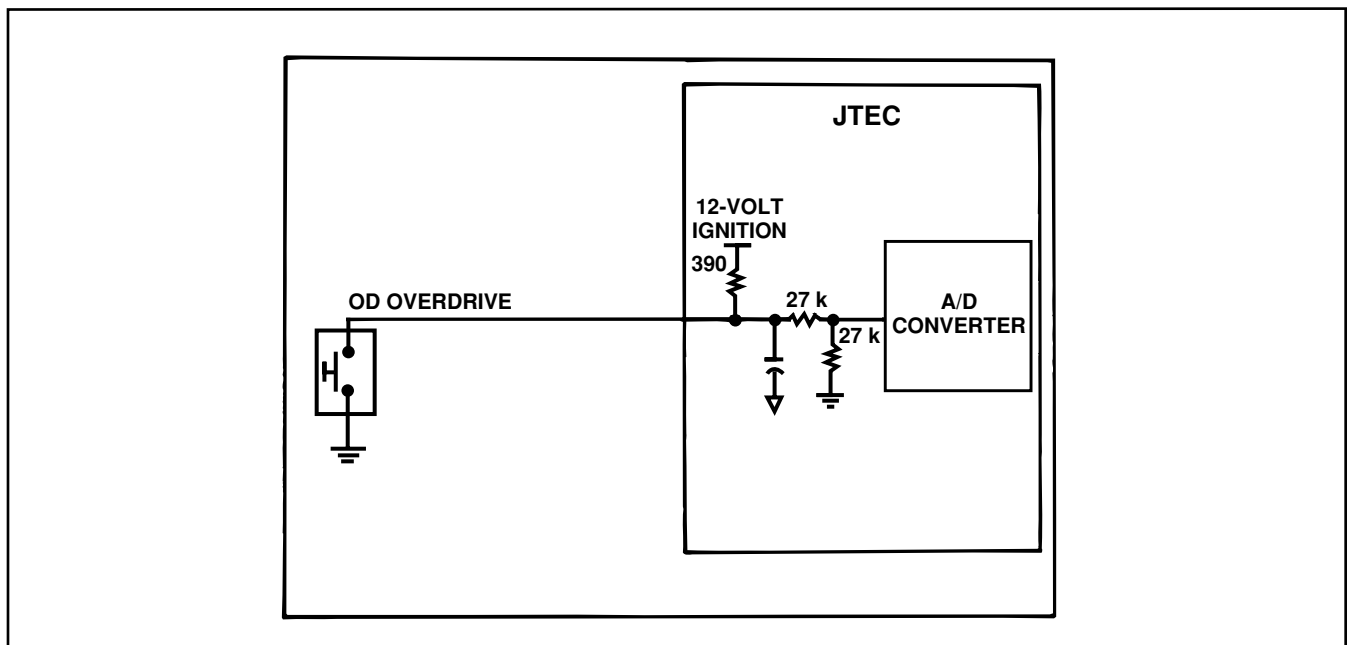 JTEC
12-VOLT
IGNITION
390
OD OVERDRIVE
27 k
27 k
A/D
CONVERTER